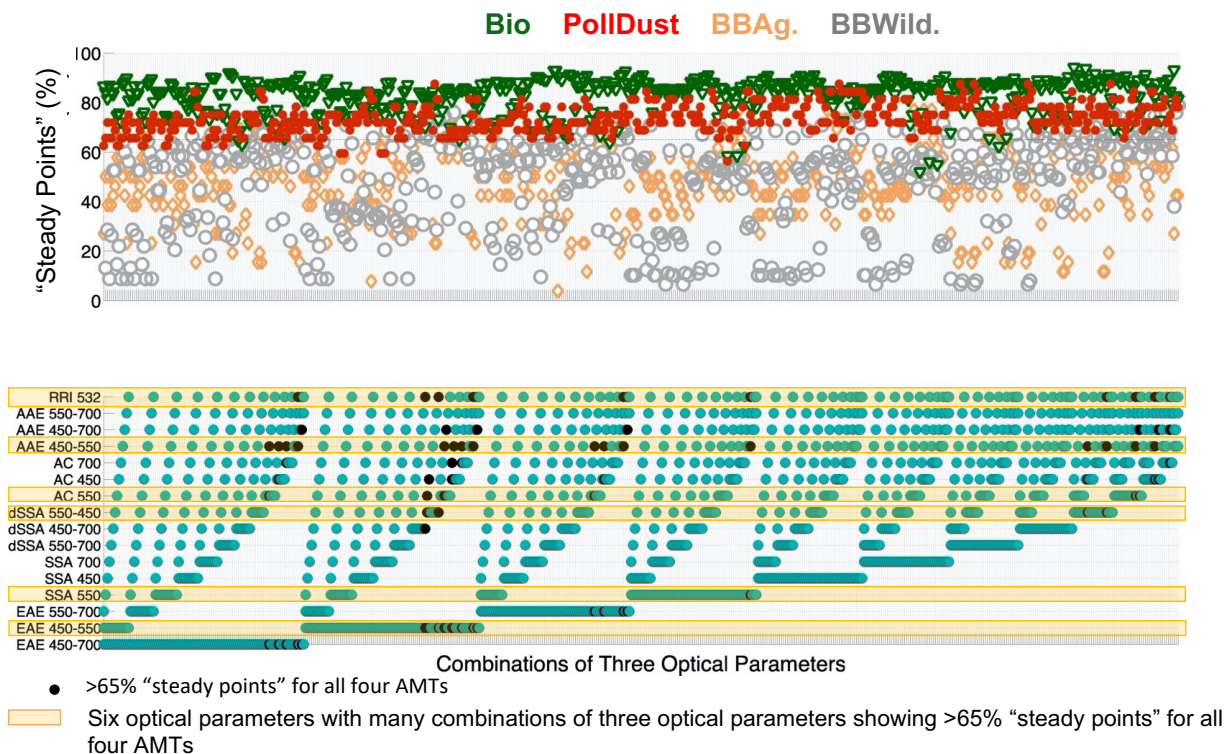 Bio PollDust BBAg. BBWild.
"Steady Points" (%)
100
80
60
40
20
0
RRI 532
AAE 550-700
AAE 450-700
AAE 450-550
AC 700
AC 450
AC 550
dSSA 550-450
dSSA 450-700
dSSA 550-700
SSA 700
SSA 450
SSA 550
EAE 550-700
EAE 450-550
EAE 450-700
Combinations of Three Optical Parameters
>65% "steady points" for all four AMTs
Six optical parameters with many combinations of three optical parameters showing >65% "steady points" for all
four AMTs